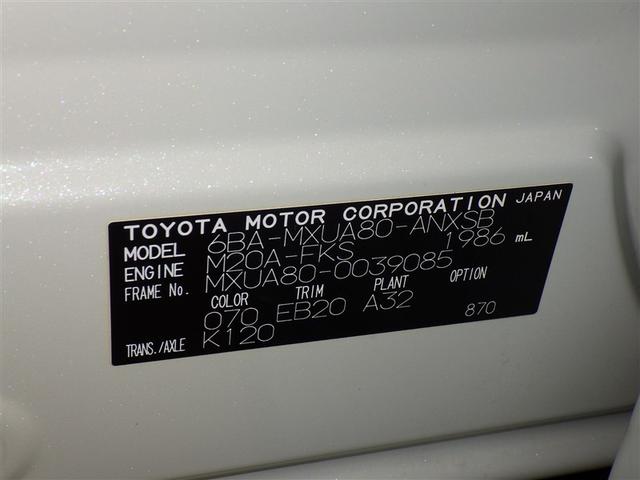 TOYOTA MOTOR CORPORATION JAPAN
MODEL 6BA-MXUA80-ANXSB
ENGINE M20A-FKS 1986 mL
FRAME No. MXUA80-0039085
COLOR TRIM PLANT OPTION
070 EB20 A32 870
TRANS./AXLE K120